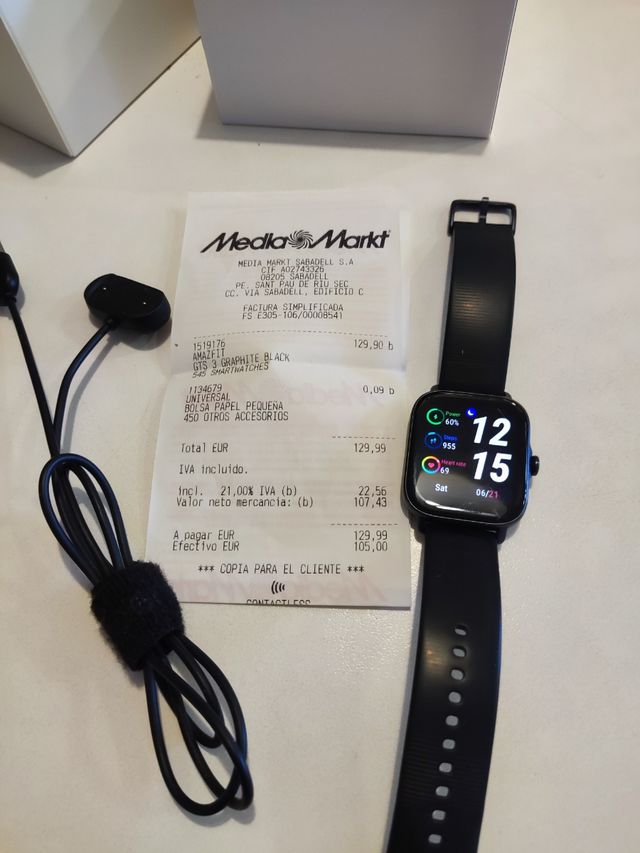 Media Markt
MEDIA MARKT SABADELL S.A
CIF A02743326
08205 SABADELL
PE. SANT PAU DE RIU SEC
CC. VIA SABADELL, EDIFICIO C
FACTURA SIMPLIFICADA
FS E305-106/00008541
1519176 129,90 b
AMAZFIT
GTS 3 GRAPHITE BLACK
545 SMARTWATCHES
1134679 0,09 b
UNIVERSAL
BOLSA PAPEL PEQUEÑA
450 OTROS ACCESORIOS
Total EUR 129,99
IVA incluido.
incl. 21,00% IVA (b) 22,56
Valor neto mercancia: (b) 107,43
A pagar EUR 129,99
Efectivo EUR 105,00
*** COPIA PARA EL CLIENTE ***
CONTACTLESS
Power
60%
Steps
955
Heart rate
69
12
15
Sat 06/21